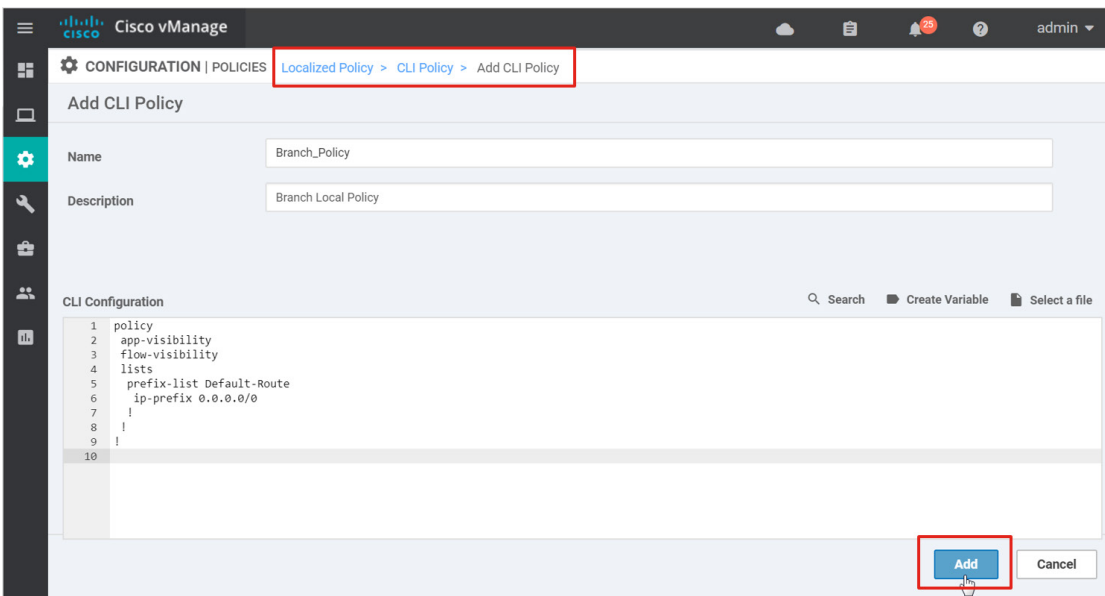 CISCO
Cisco vManage
25
admin
CONFIGURATION | POLICIES Localized Policy > CLI Policy > Add CLI Policy
Add CLI Policy
Name Branch_Policy
Description Branch Local Policy
CLI Configuration Search Create Variable Select a file
1 policy
2  app-visibility
3  flow-visibility
4  lists
5   prefix-list Default-Route
6    ip-prefix 0.0.0.0/0
7   !
8  !
9 !
10
Add Cancel